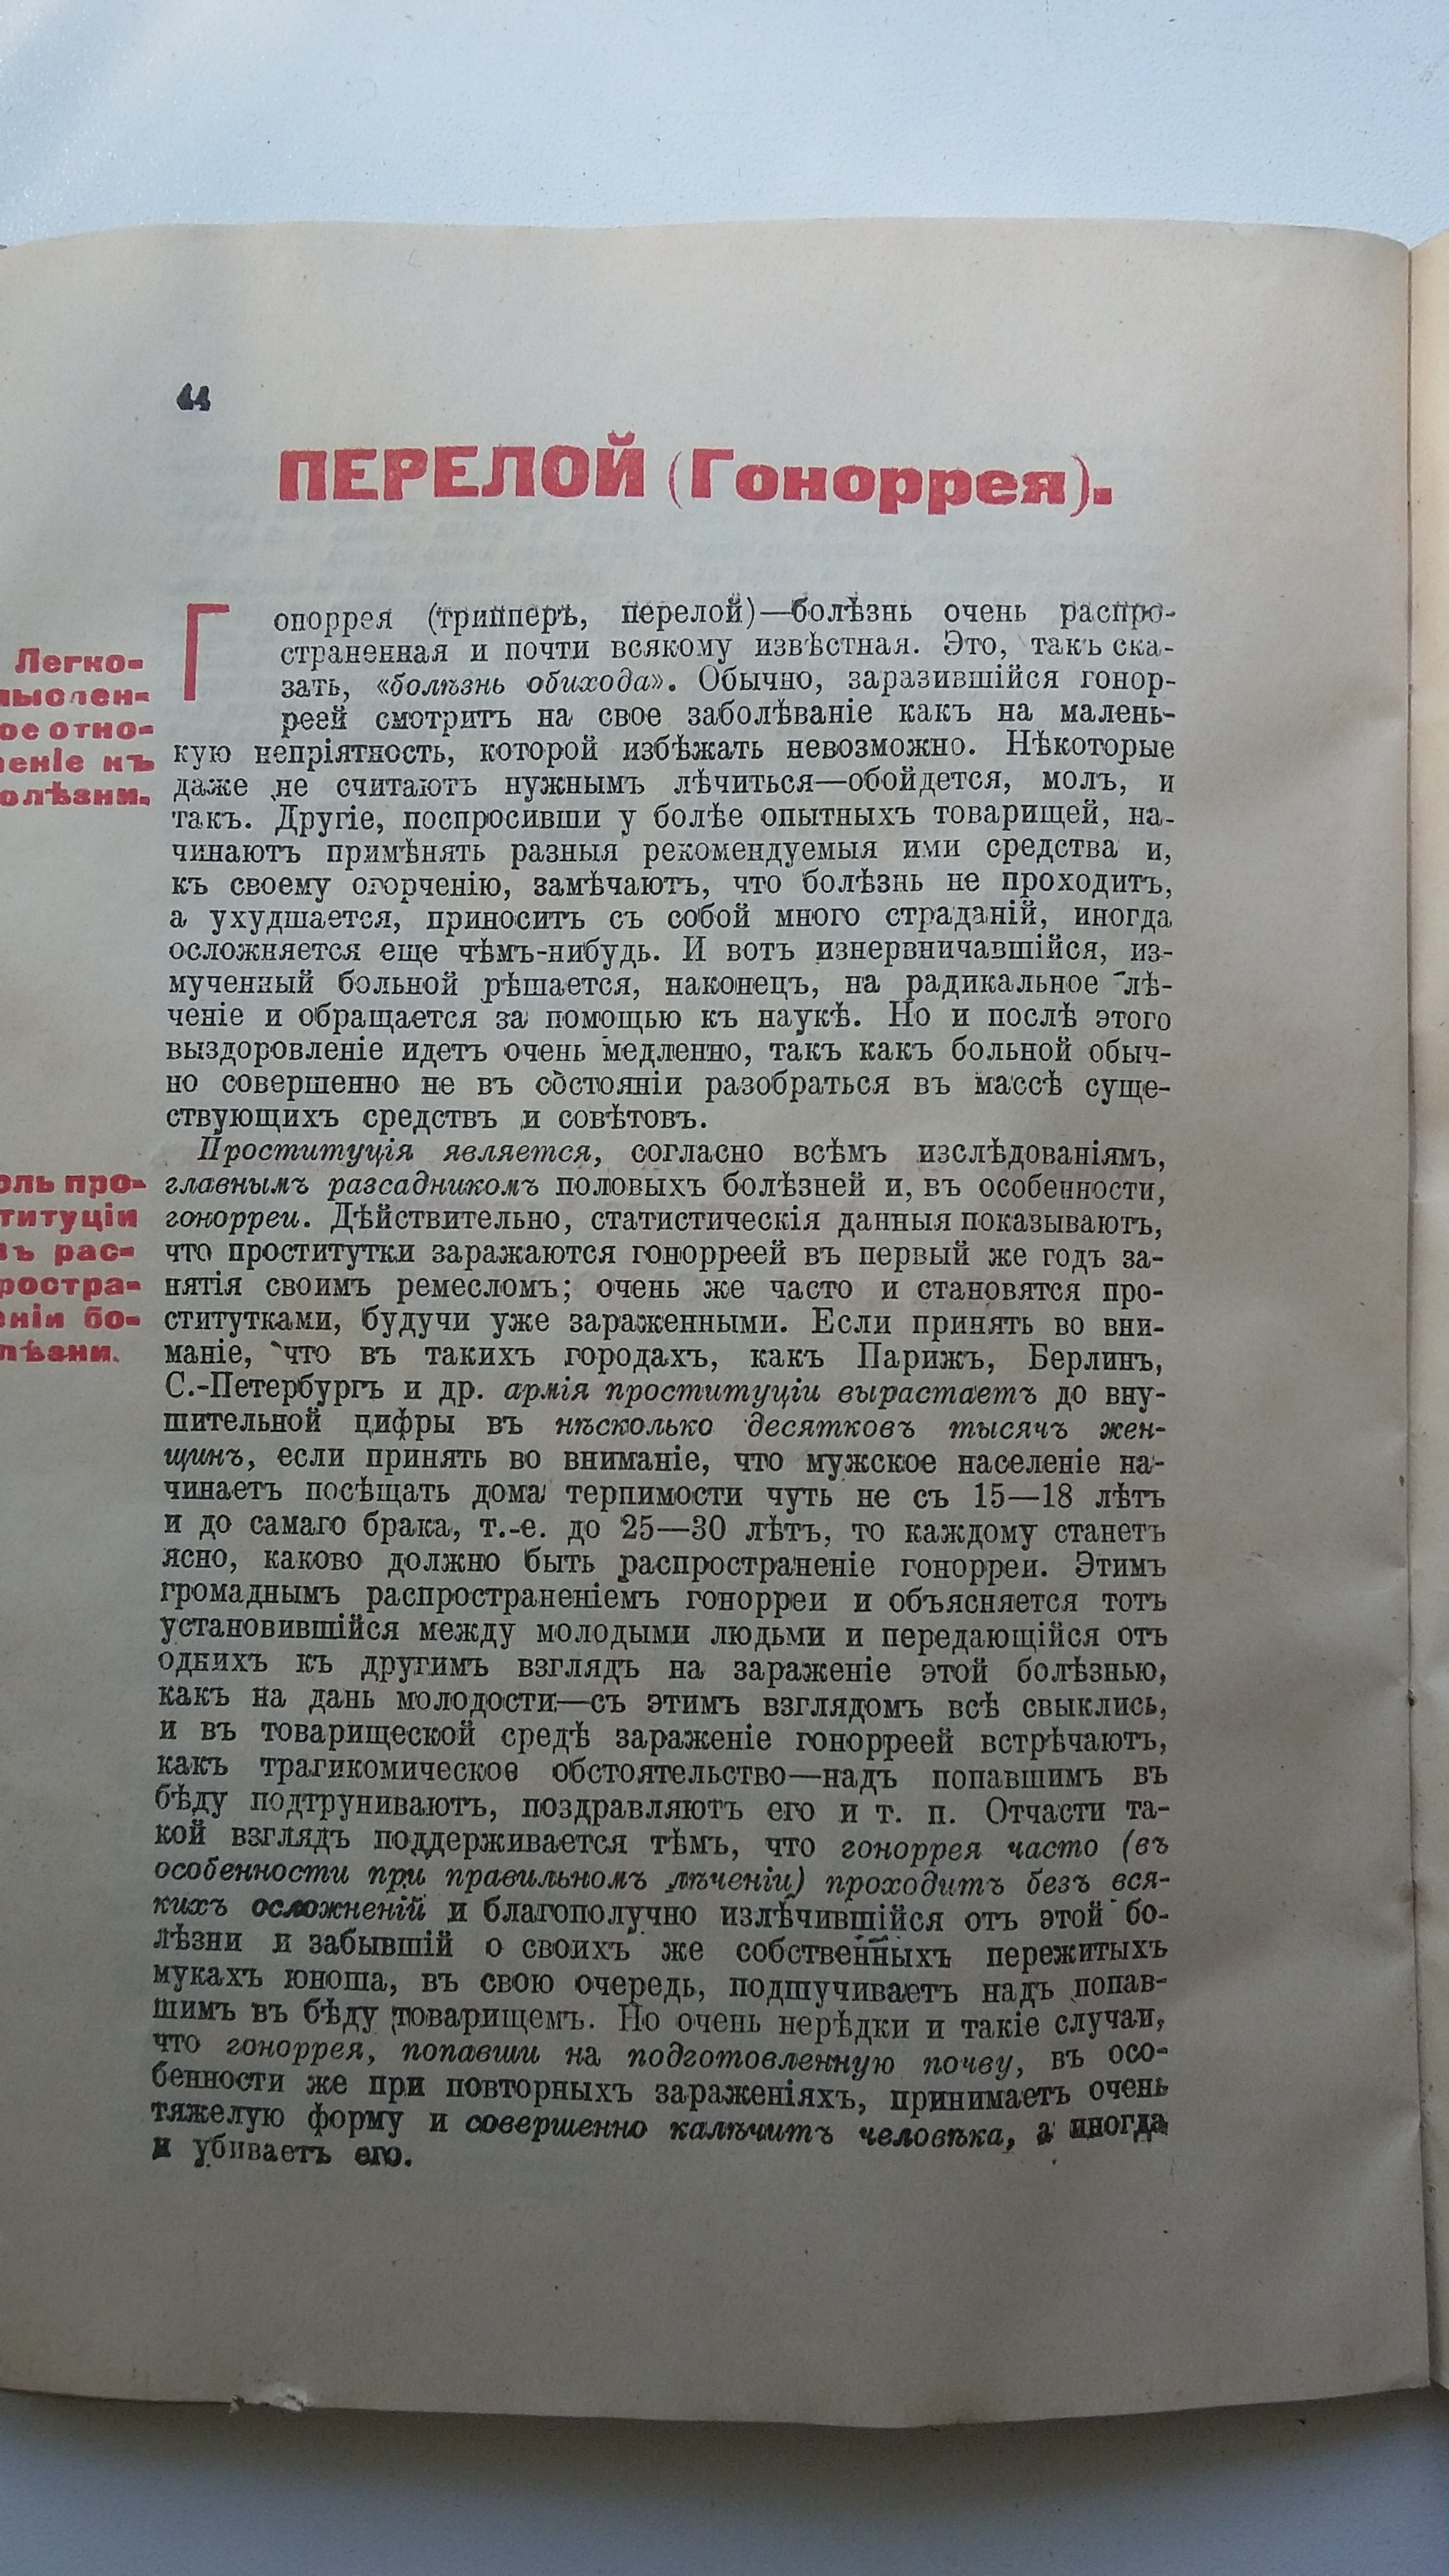 44
ПЕРЕЛОЙ (Гоноррея).
Гопоррея (трипперъ, перелой)—болѣзнь очень распро-
страненная и почти всякому извѣстная. Это, такъ ска-
зать, «болѣзнь обихода». Обычно, заразившійся гонор-
реей смотритъ на свое заболѣваніе какъ на малень-
кую непріятность, которой избѣжать невозможно. Нѣкоторые
даже не считаютъ нужнымъ лѣчиться—обойдется, молъ, и
такъ. Другіе, поспросивши у болѣе опытныхъ товарищей, на-
чинаютъ примѣнять разныя рекомендуемыя ими средства и,
къ своему огорченію, замѣчаютъ, что болѣзнь не проходитъ,
а ухудшается, приноситъ съ собой много страданій, иногда
осложняется еще чѣмъ-нибудь. И вотъ изнервничавшійся, из-
мученный больной рѣшается, наконецъ, на радикальное лѣ-
ченіе и обращается за помощью къ наукѣ. Но и послѣ этого
выздоровленіе идетъ очень медленно, такъ какъ больной обыч-
но совершенно не въ состояніи разобраться въ массѣ суще-
ствующихъ средствъ и совѣтовъ.
Легко-
мыслен-
ое отно-
еніе къ
олѣзни.
Проституція является, согласно всѣмъ изслѣдованіямъ,
главнымъ разсадникомъ половыхъ болѣзней и, въ особенности,
гонорреи. Дѣйствительно, статистическія данныя показываютъ,
что проститутки заражаются гонорреей въ первый же годъ за-
нятія своимъ ремесломъ; очень же часто и становятся про-
ститутками, будучи уже зараженными. Если принять во вни-
маніе, что въ такихъ городахъ, какъ Парижъ, Берлинъ,
С.-Петербургъ и др. армія проституціи вырастаетъ до вну-
шительной цифры въ нѣсколько десятковъ тысячъ жен-
щинъ, если принять во вниманіе, что мужское населеніе на-
чинаетъ посѣщать дома терпимости чуть не съ 15—18 лѣтъ
и до самаго брака, т.-е. до 25—30 лѣтъ, то каждому станетъ
ясно, каково должно быть распространеніе гонорреи. Этимъ
громаднымъ распространеніемъ гонорреи и объясняется тотъ
установившійся между молодыми людьми и передающійся отъ
однихъ къ другимъ взглядъ на зараженіе этой болѣзнью,
какъ на дань молодости—съ этимъ взглядомъ всѣ свыклись,
и въ товарищеской средѣ зараженіе гонорреей встрѣчаютъ,
какъ трагикомическое обстоятельство—надъ попавшимъ въ
бѣду подтруниваютъ, поздравляютъ его и т. п. Отчасти та-
кой взглядъ поддерживается тѣмъ, что гоноррея часто (въ
особенности при правильномъ лѣченіи) проходитъ безъ вся-
кихъ осложненій и благополучно излѣчившійся отъ этой бо-
лѣзни и забывшій о своихъ же собственныхъ пережитыхъ
мукахъ юноша, въ свою очередь, подшучиваетъ надъ попав-
шимъ въ бѣду товарищемъ. Но очень нерѣдки и такіе случаи,
что гоноррея, попавши на подготовленную почву, въ осо-
бенности же при повторныхъ зараженіяхъ, принимаетъ очень
тяжелую форму и совершенно калѣчитъ человѣка, а иногда
и убиваетъ его.
оль про-
титуціи
ъ рас-
ростра-
еніи бо-
лѣзни.